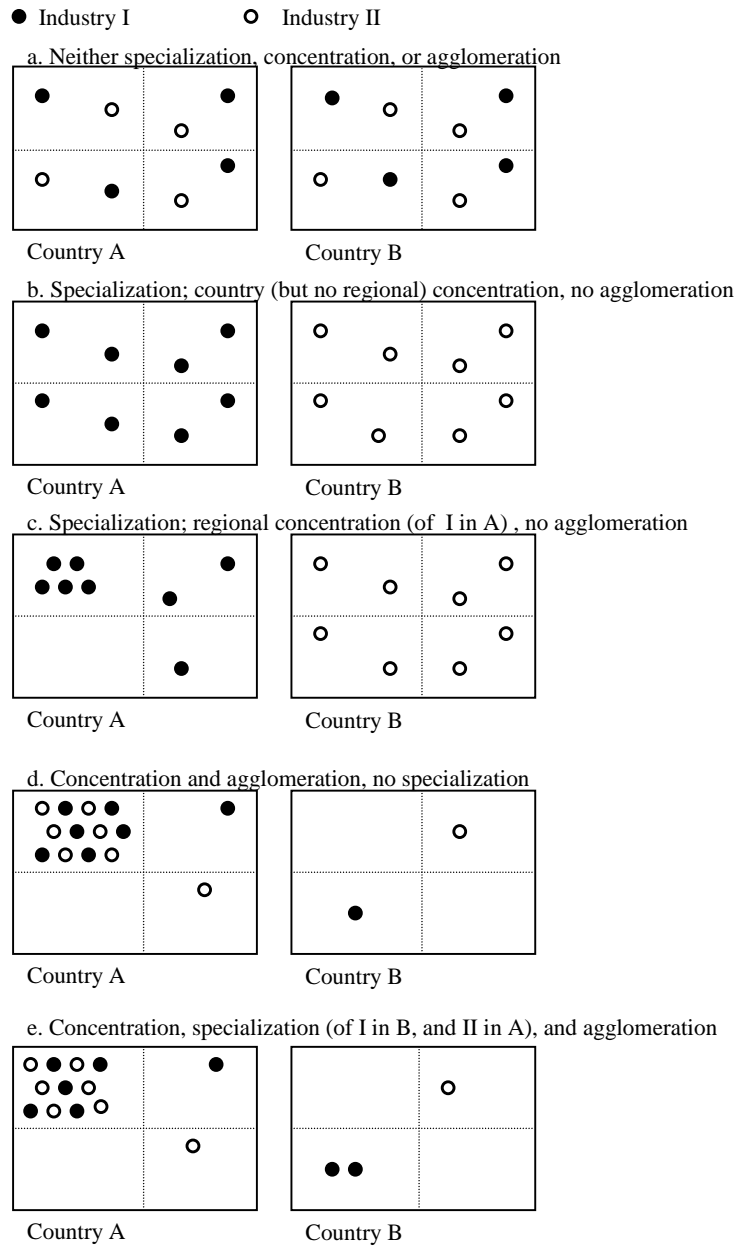 Industry I Industry II
a. Neither specialization, concentration, or agglomeration
Country A Country B
b. Specialization; country (but no regional) concentration, no agglomeration
Country A Country B
c. Specialization; regional concentration (of I in A) , no agglomeration
Country A Country B
d. Concentration and agglomeration, no specialization
Country A Country B
e. Concentration, specialization (of I in B, and II in A), and agglomeration
Country A Country B